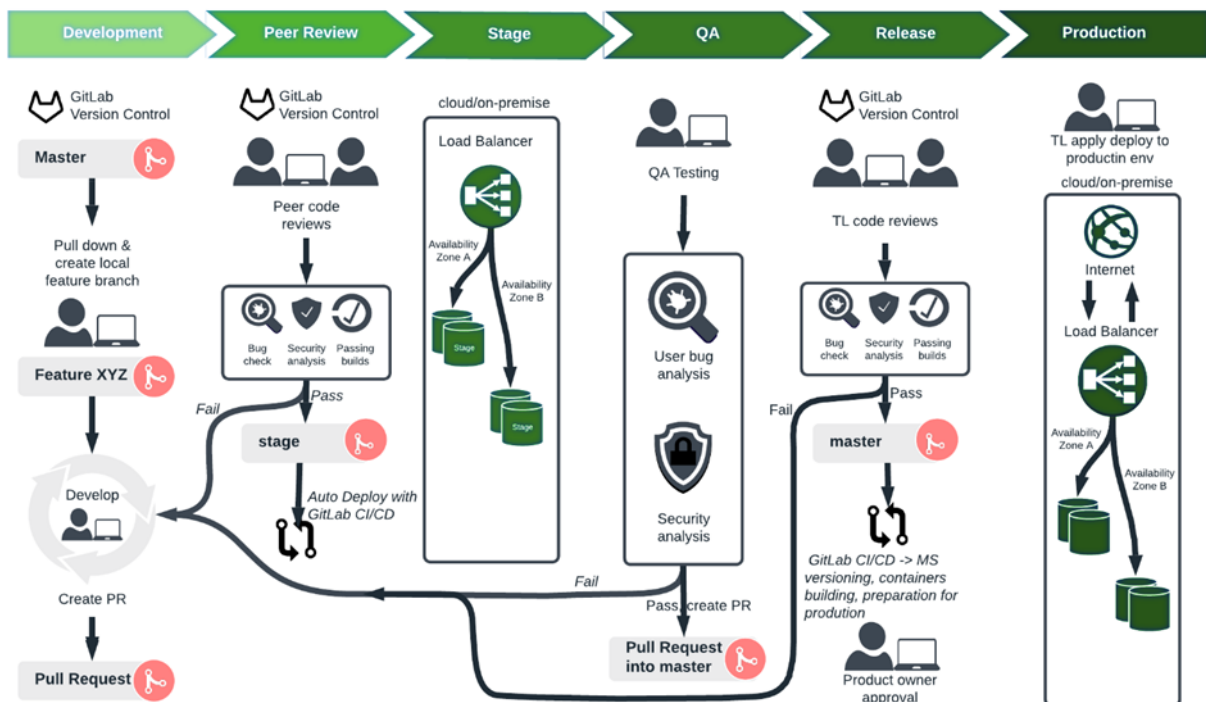 Development
Peer Review
Stage
QA
Release
Production
GitLab
Version Control
Master
Pull down &
create local
feature branch
Feature XYZ
Develop
Create PR
Pull Request
GitLab
Version Control
Peer code
reviews
Bug
check
Security
analysis
Passing
builds
Fail
Pass
stage
Auto Deploy with
GitLab CI/CD
cloud/on-premise
Load Balancer
Availability
Zone A
Availability
Zone B
Stage
Stage
QA Testing
User bug
analysis
Security
analysis
Fail
Pass, create PR
Pull Request
into master
GitLab
Version Control
TL code reviews
Bug
check
Security
analysis
Passing
builds
Fail
Pass
master
GitLab CI/CD -> MS
versioning, containers
building, preparation for
prodution
Product owner
approval
TL apply deploy to
productin env
cloud/on-premise
Internet
Load Balancer
Availability
Zone A
Availability
Zone B